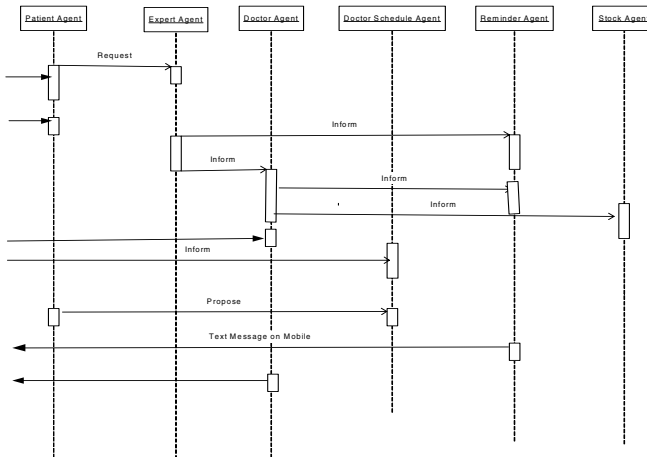 Patient Agent
Expert Agent
Doctor Agent
Doctor Schedule Agent
Reminder Agent
Stock Agent
Request
Inform
Inform
Inform
Inform
Inform
Propose
Text Message on Mobile